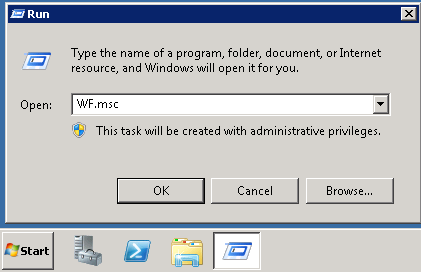 Run
Type the name of a program, folder, document, or Internet
resource, and Windows will open it for you.
Open: WF.msc
This task will be created with administrative privileges.
OK Cancel Browse...
Start